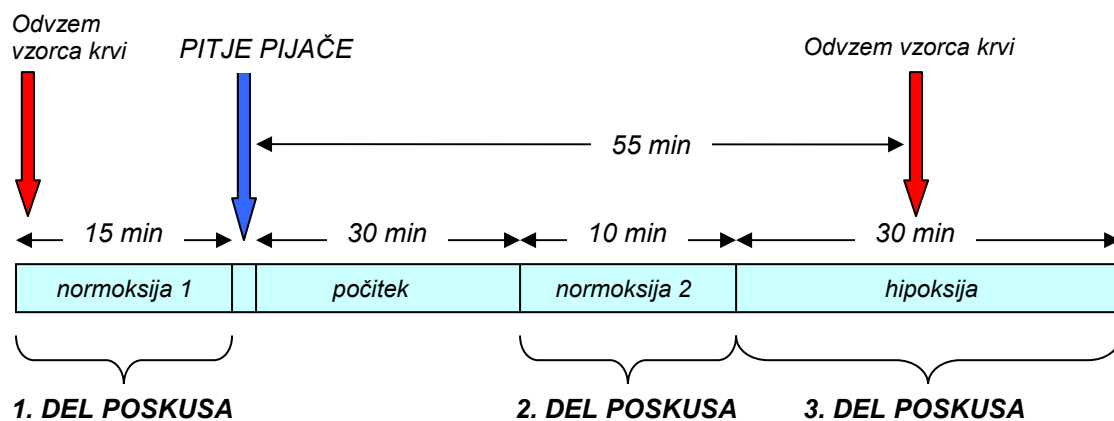 Odvzem
vzorca krvi
PITJE PIJAČE
Odvzem vzorca krvi
55 min
15 min
30 min
10 min
30 min
normoksija 1
počitek
normoksija 2
hipoksija
1. DEL POSKUSA
2. DEL POSKUSA
3. DEL POSKUSA